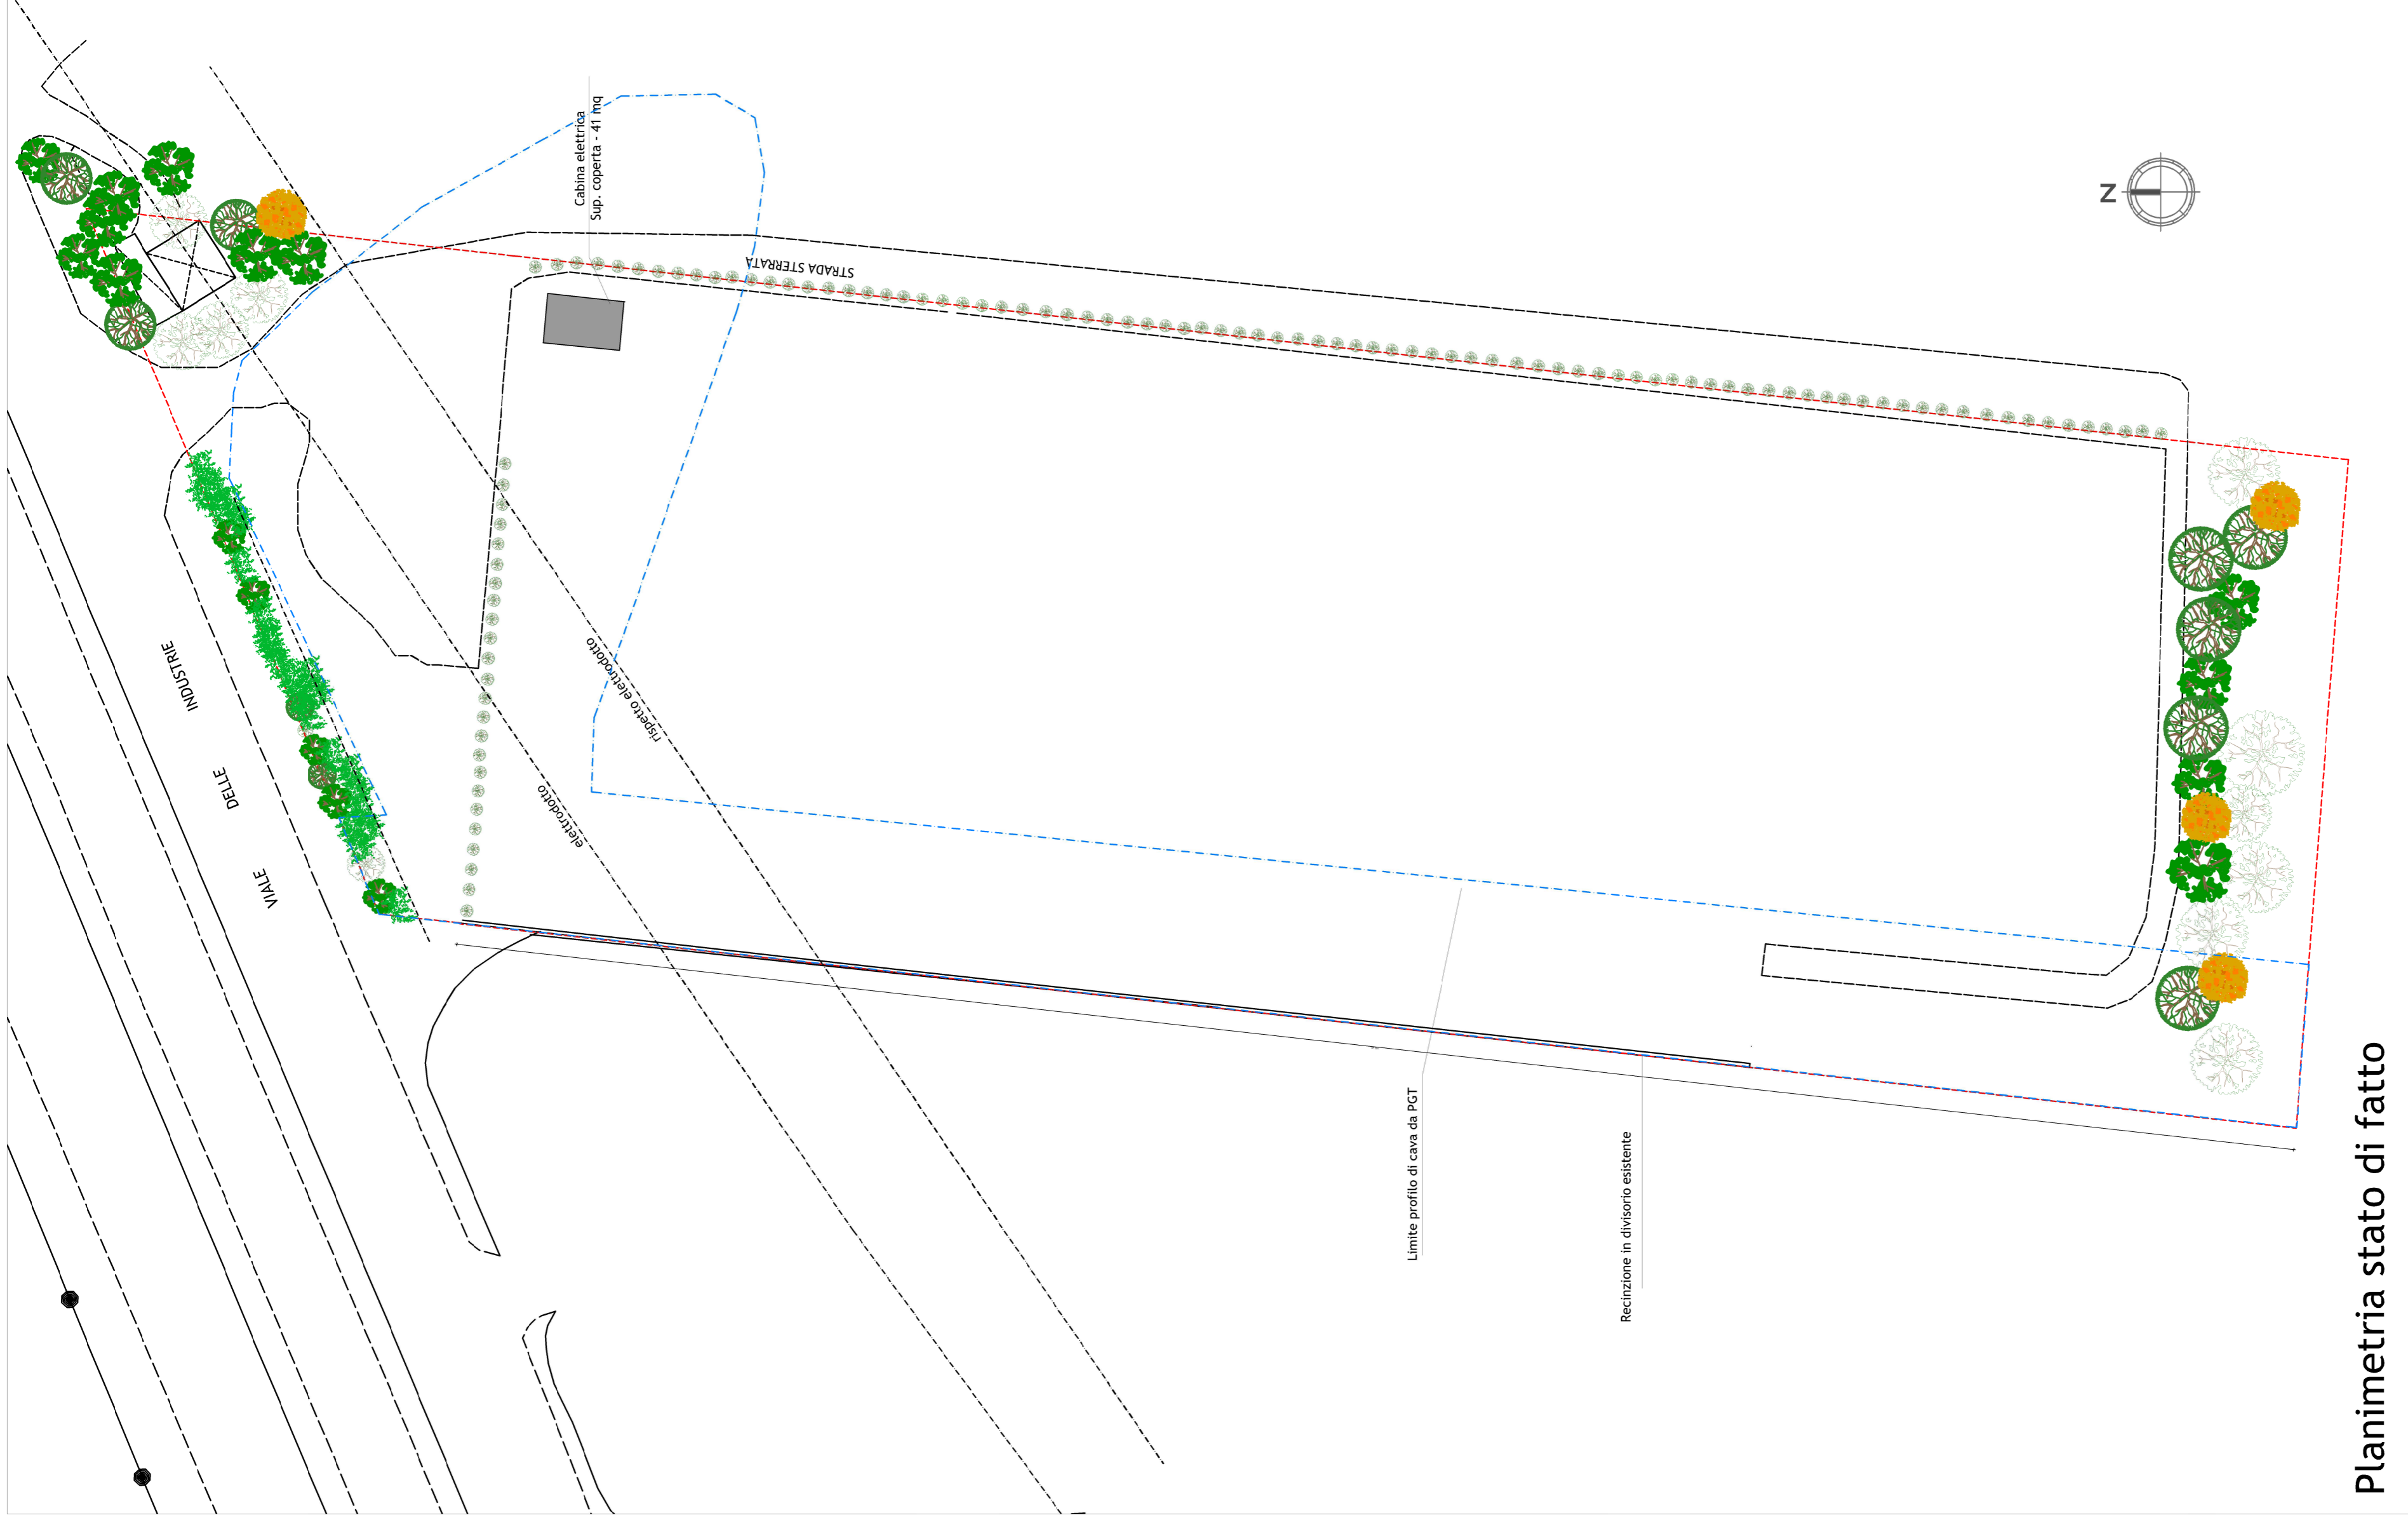 Planimetria stato di fatto
N
Cabina elettrica
Sup. coperta - 41 mq
STRADA STERRATA
rispetto elettrodotto
elettrodotto
VIALE DELLE INDUSTRIE
Limite profilo di cava da PGT
Recinzione in divisorio esistente